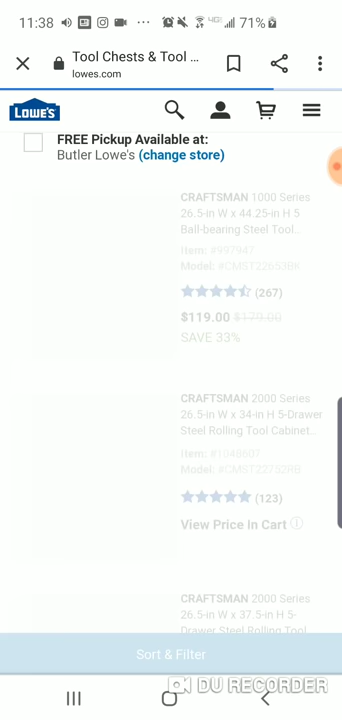 11:38 71%
Tool Chests & Tool ...
lowes.com
LOWE'S
FREE Pickup Available at:
Butler Lowe's (change store)
CRAFTSMAN 1000 Series
26.5-in W x 44.25-in H 5
Ball-bearing Steel Tool...
Item: #997947
Model: #CMST22653BK
(267)
$119.00 $179.00
SAVE 33%
CRAFTSMAN 2000 Series
26.5-in W x 34-in H 5-Drawer
Steel Rolling Tool Cabinet...
Item:
Model:
(123)
View Price In Cart
CRAFTSMAN 2000 Series
26.5-in W x 37.5-in H 5-
Drawer Steel Rolling Tool
Sort & Filter
DU RECORDER